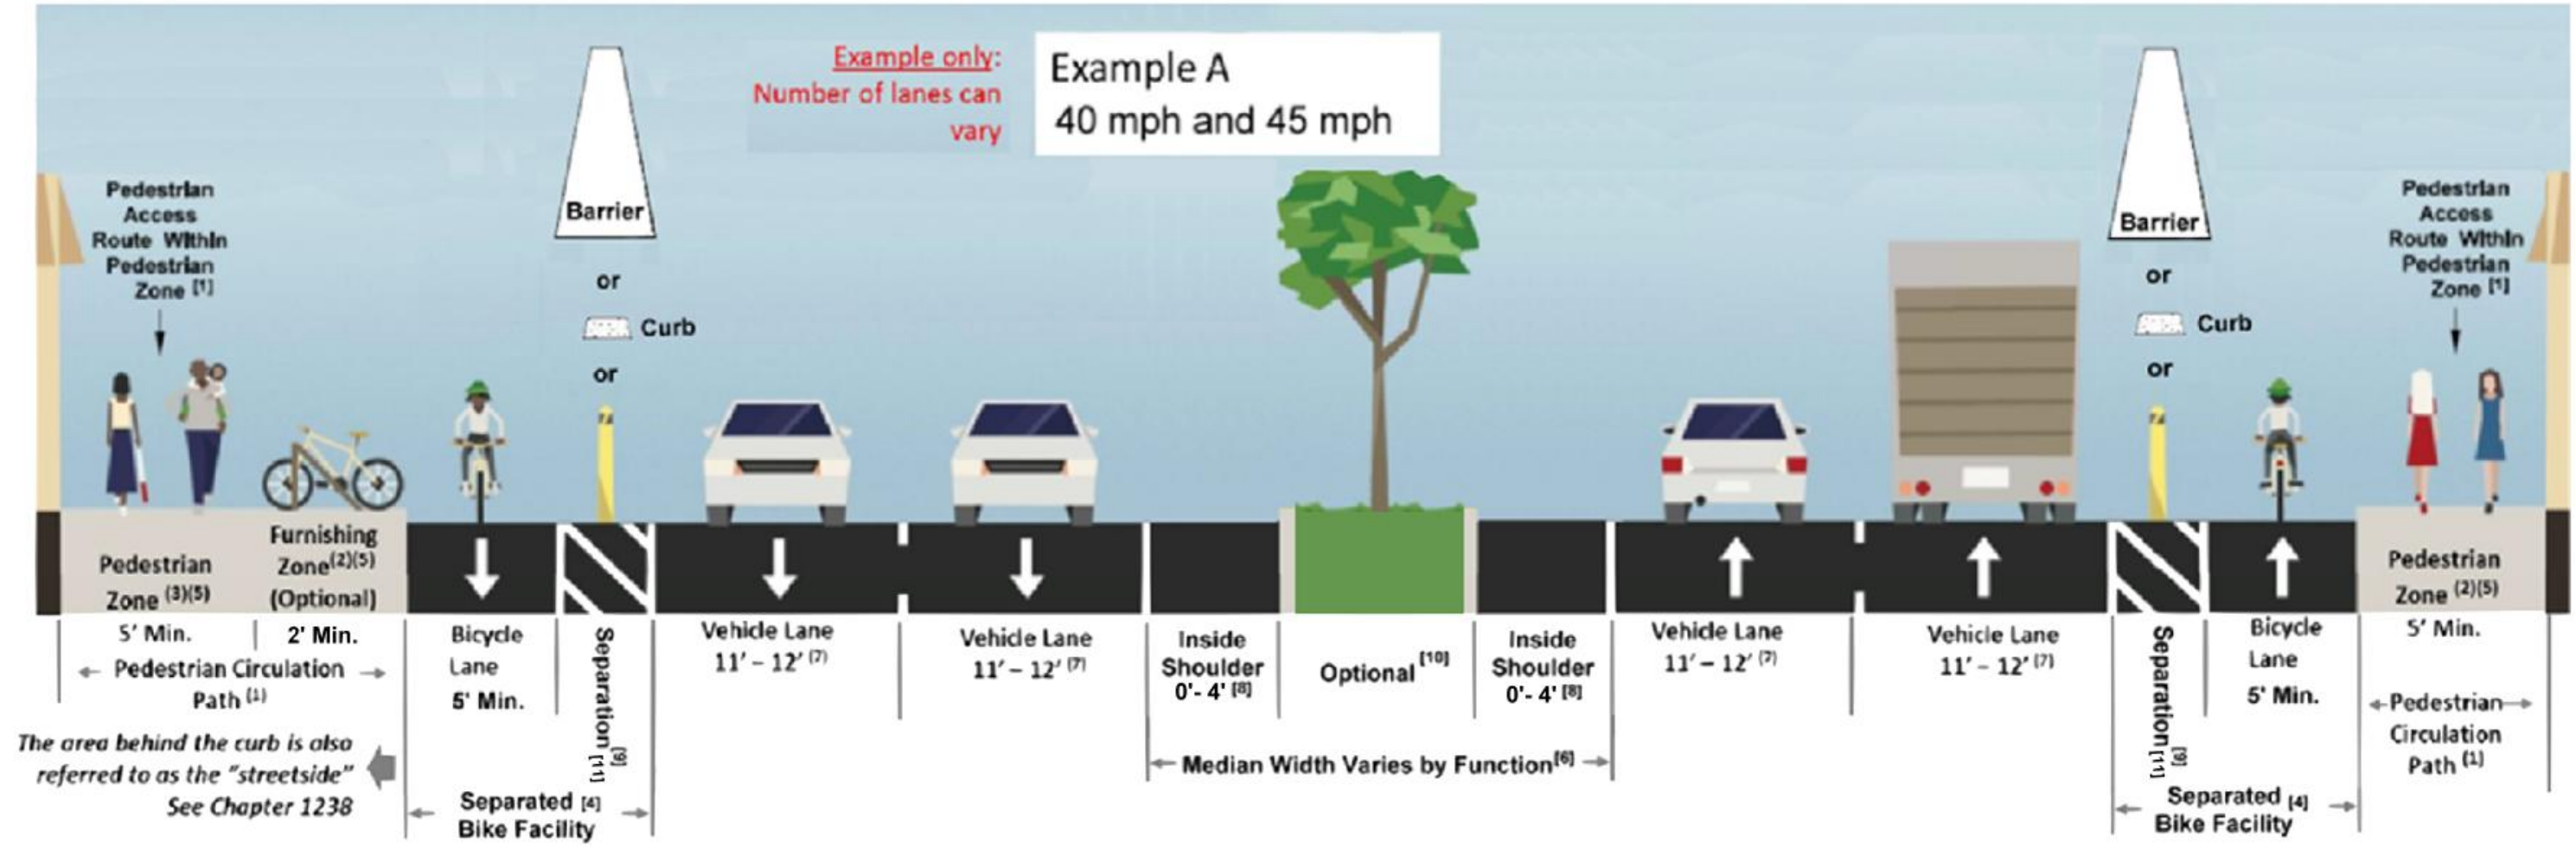 Example only:
Number of lanes can
vary
Example A
40 mph and 45 mph
Pedestrian
Access
Route Within
Pedestrian
Zone [1]
Barrier
or
Curb
or
Barrier
or
Curb
or
Pedestrian
Access
Route Within
Pedestrian
Zone [1]
Pedestrian
Zone (3)(5)
Furnishing
Zone(2)(5)
(Optional)
Pedestrian
Zone (2)(5)
5' Min.
2' Min.
Pedestrian Circulation
Path (1)
The area behind the curb is also
referred to as the "streetside"
See Chapter 1238
Bicycle
Lane
5' Min.
Separation [9]
[11]
Separated [4]
Bike Facility
Vehicle Lane
11' – 12' (7)
Vehicle Lane
11' – 12' (7)
Inside
Shoulder
0'- 4' [8]
Optional [10]
Inside
Shoulder
0'- 4' [8]
Median Width Varies by Function[6]
Vehicle Lane
11' – 12' (7)
Vehicle Lane
11' – 12' (7)
Separation [9]
[11]
Bicycle
Lane
5' Min.
Separated [4]
Bike Facility
5' Min.
Pedestrian
Circulation
Path (1)